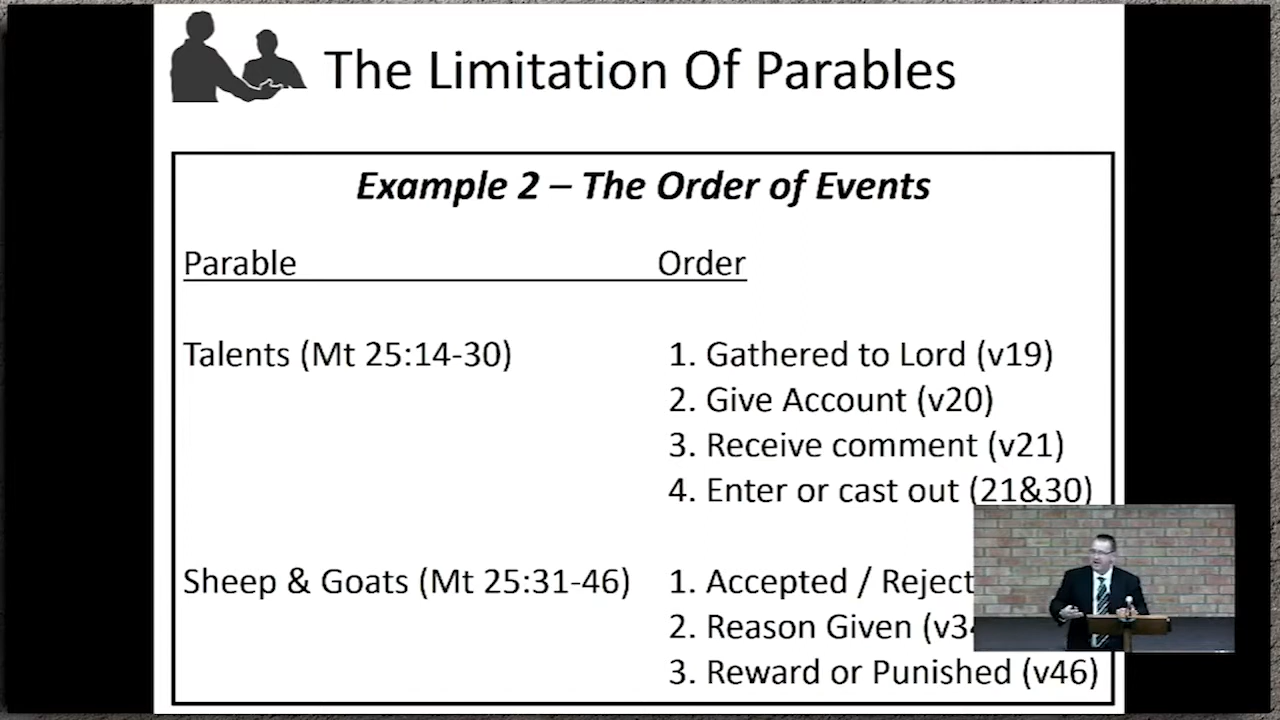 The Limitation Of Parables
Example 2 – The Order of Events
Parable Order
Talents (Mt 25:14-30) 1. Gathered to Lord (v19)
2. Give Account (v20)
3. Receive comment (v21)
4. Enter or cast out (21&30)
Sheep & Goats (Mt 25:31-46) 1. Accepted /
2. Reason Given
3. Reward or Punished (v46)